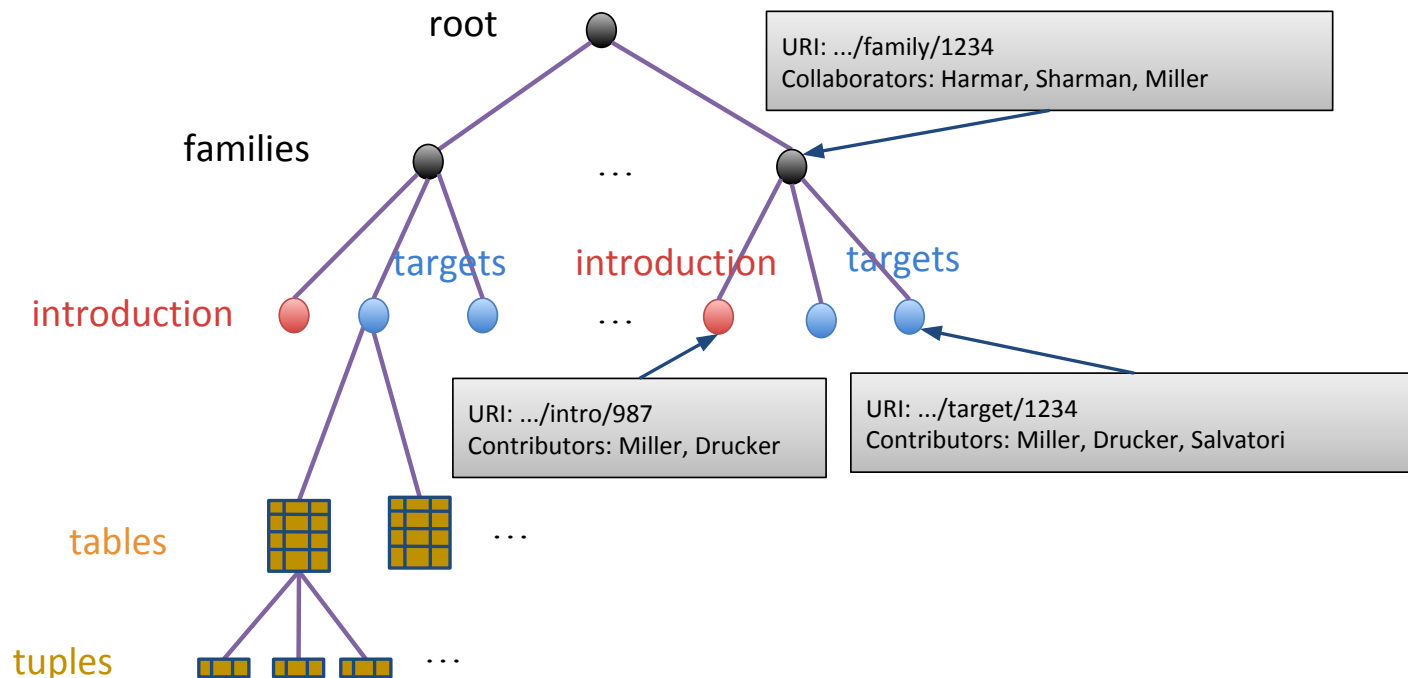 root
URI: .../family/1234
Collaborators: Harmar, Sharman, Miller
families
...
targets
introduction
targets
introduction
...
URI: .../intro/987
Contributors: Miller, Drucker
URI: .../target/1234
Contributors: Miller, Drucker, Salvatori
tables
...
tuples
...